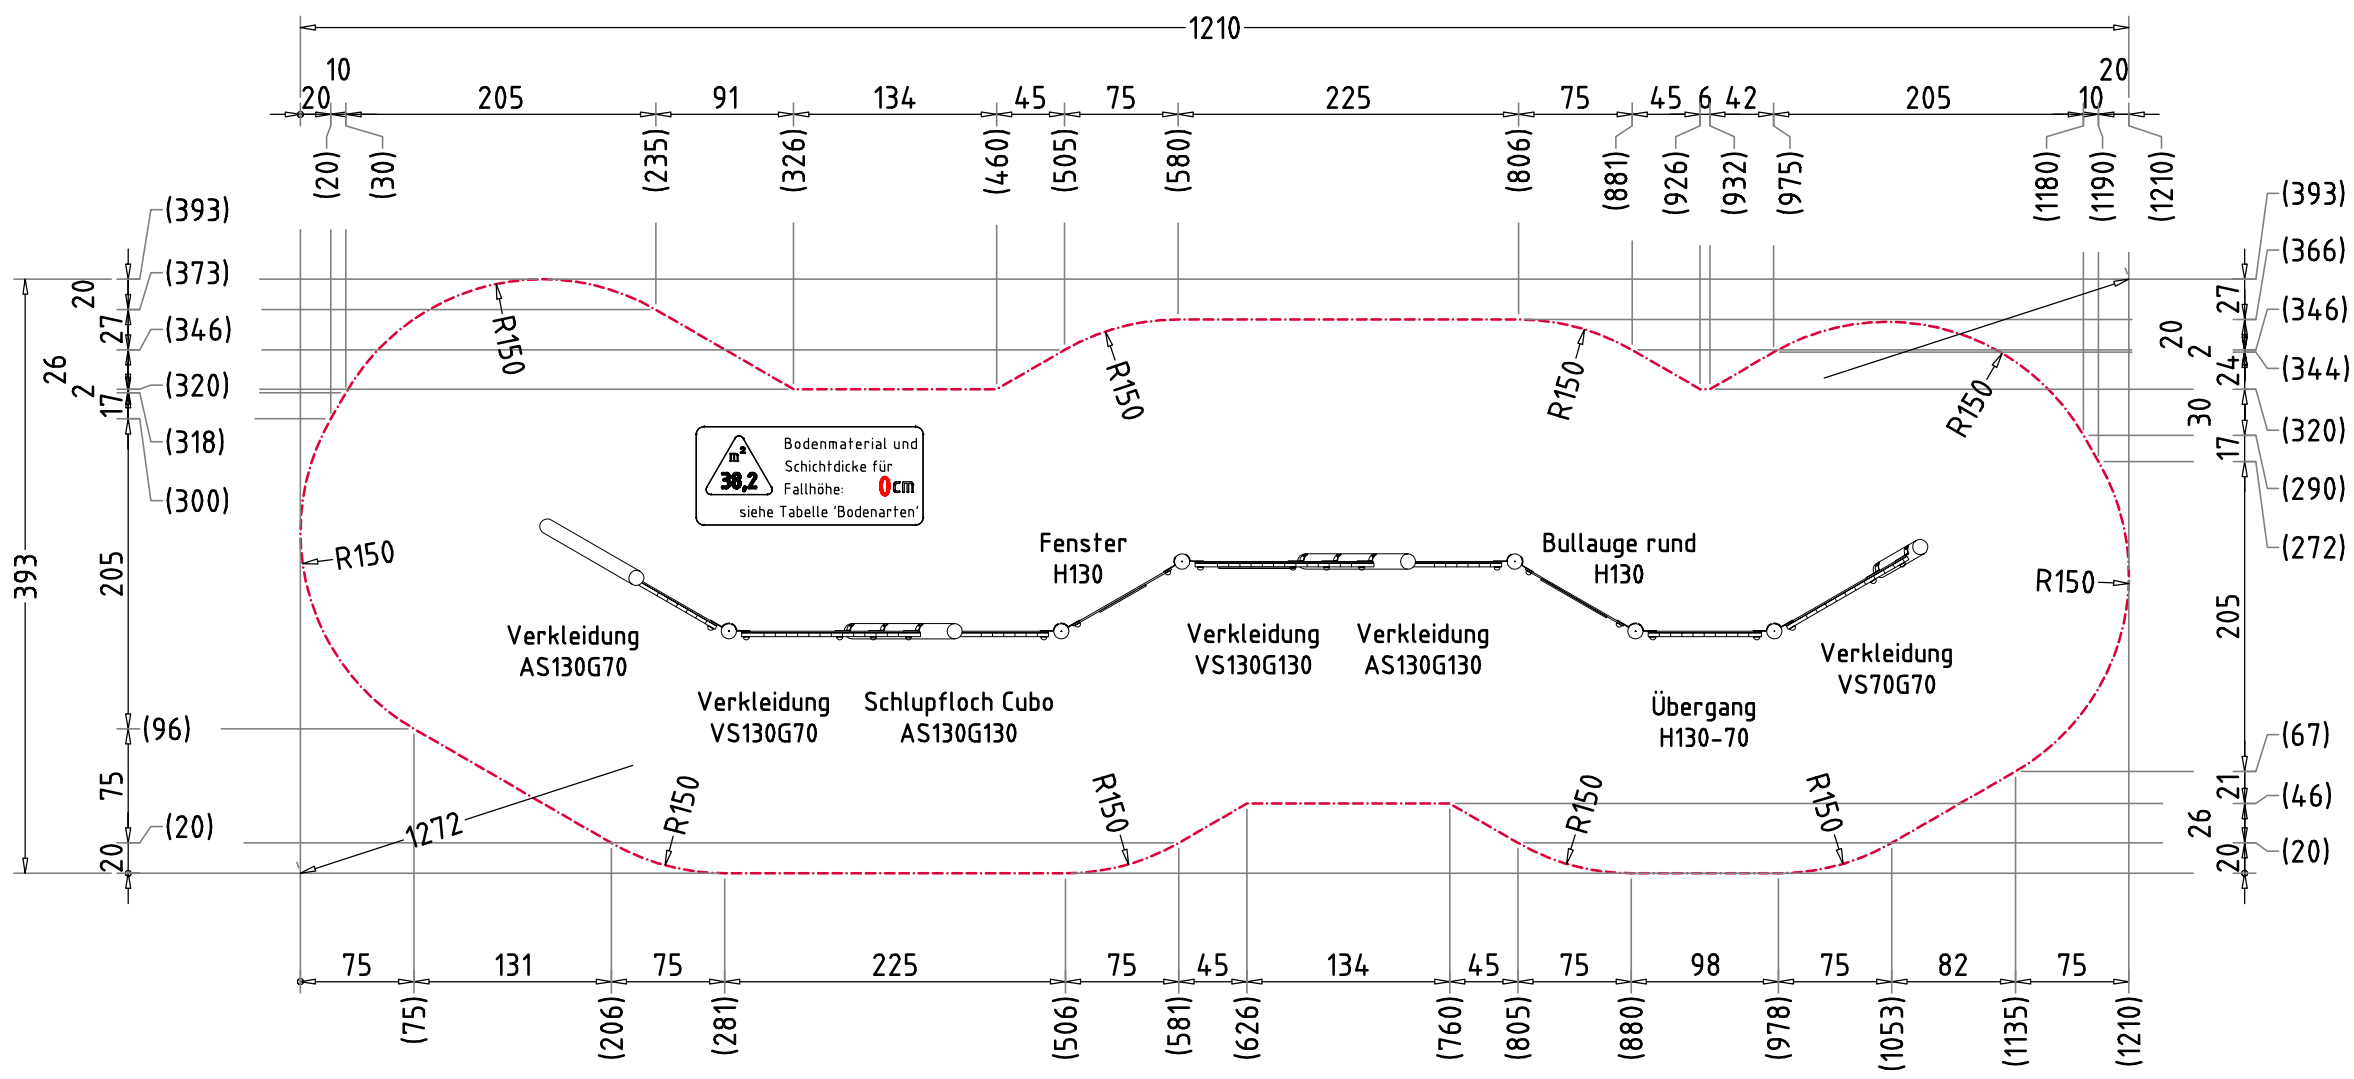 1210
10
20
20
205
91
134
45
75
225
75
45
6
42
205
10
(20)
(30)
(235)
(326)
(460)
(505)
(580)
(806)
(881)
(926)
(932)
(975)
(1180)
(1190)
(1210)
(393)
(373)
(346)
(320)
(318)
(300)
(96)
(20)
20
27
26
2
17
205
75
20
393
(393)
(366)
(346)
(344)
(320)
(290)
(272)
(67)
(46)
(20)
27
20
2
24
30
17
205
21
26
20
R150
R150
R150
R150
R150
R150
R150
R150
R150
R150
1272
m²
38,2
Bodenmaterial und
Schichtdicke für
Fallhöhe: 0cm
siehe Tabelle 'Bodenarten'
Fenster
H130
Bullauge rund
H130
Verkleidung
AS130G70
Verkleidung
VS130G130
Verkleidung
AS130G130
Verkleidung
VS70G70
Verkleidung
VS130G70
Schlupfloch Cubo
AS130G130
Übergang
H130-70
75
131
75
225
75
45
134
45
75
98
75
82
75
(75)
(206)
(281)
(506)
(581)
(626)
(760)
(805)
(880)
(978)
(1053)
(1135)
(1210)